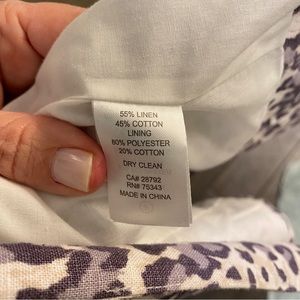 55% LINEN
45% COTTON
LINING
80% POLYESTER
20% COTTON
DRY CLEAN
CA# 28792
RN# 75343
MADE IN CHINA